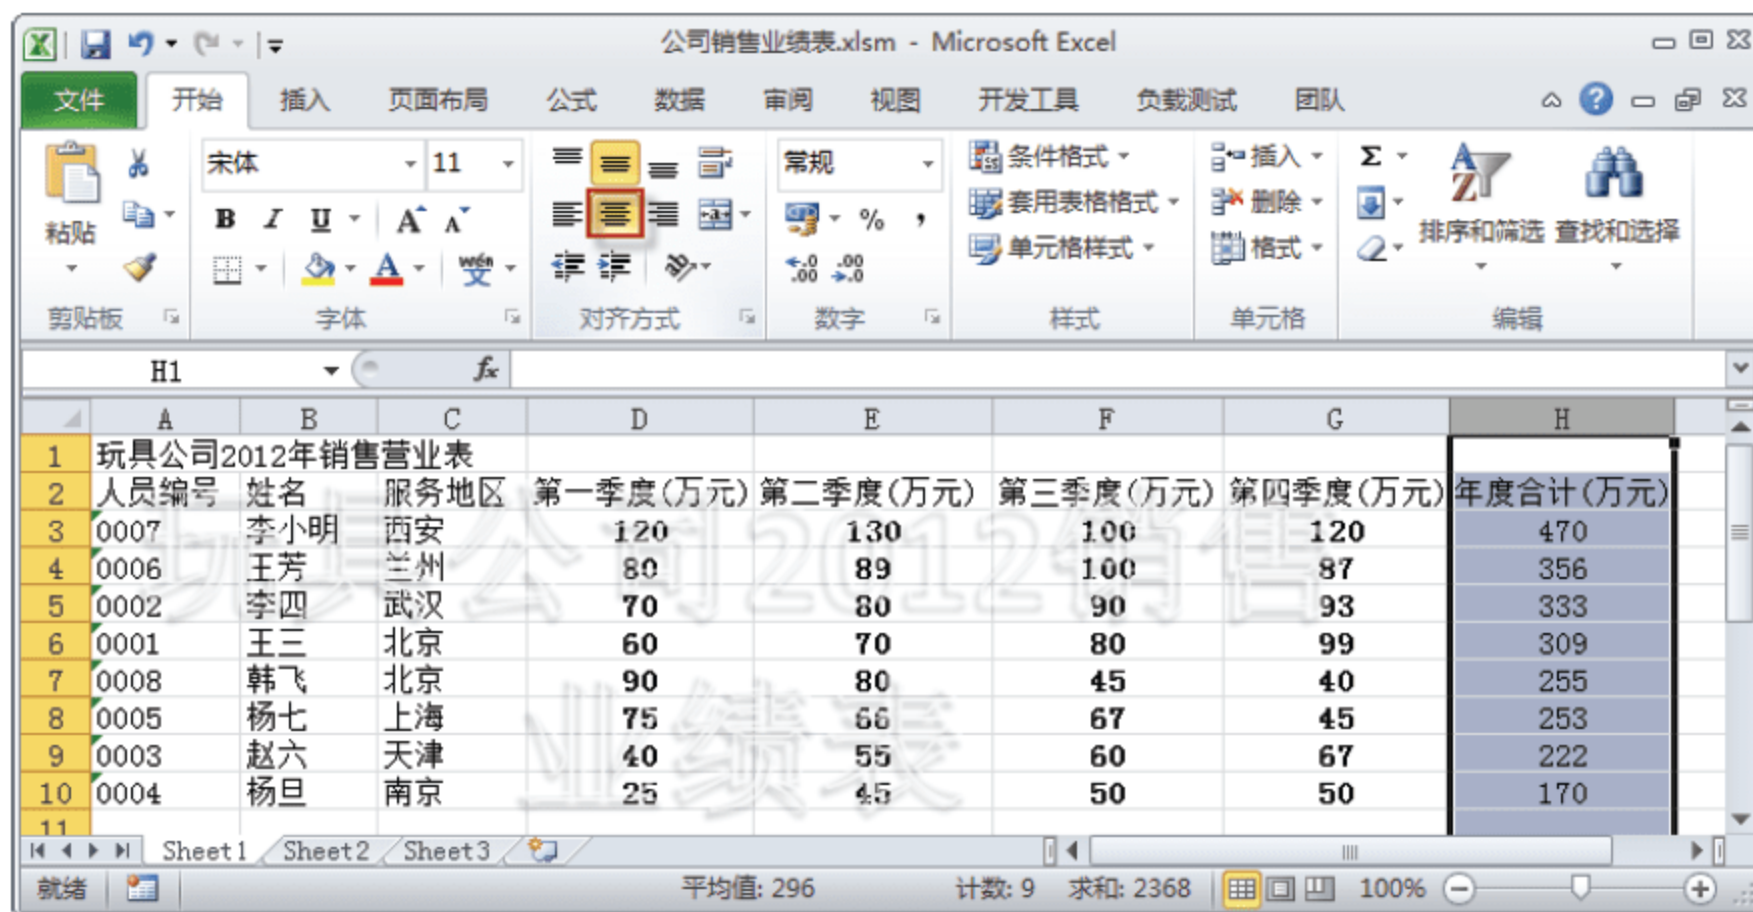 公司销售业绩表.xlsm - Microsoft Excel
文件 开始 插入 页面布局 公式 数据 审阅 视图 开发工具 负载测试 团队
宋体 11 常规 条件格式 插入 Σ
粘贴 B I U A A % , 套用表格格式 删除 排序和筛选 查找和选择
wén 文 A .0 .00 .00 .0 单元格样式 格式
剪贴板 字体 对齐方式 数字 样式 单元格 编辑
H1 fx
A B C D E F G H
1 玩具公司2012年销售营业表
2 人员编号 姓名 服务地区 第一季度(万元) 第二季度(万元) 第三季度(万元) 第四季度(万元) 年度合计(万元)
3 0007 李小明 西安 120 130 100 120 470
4 0006 王芳 兰州 80 89 100 87 356
5 0002 李四 武汉 70 80 90 93 333
6 0001 王三 北京 60 70 80 99 309
7 0008 韩飞 北京 90 80 45 40 255
8 0005 杨七 上海 75 66 67 45 253
9 0003 赵六 天津 40 55 60 67 222
10 0004 杨旦 南京 25 45 50 50 170
11
玩具公司2012销售
业绩表
Sheet1 Sheet2 Sheet3
就绪 平均值: 296 计数: 9 求和: 2368 100%